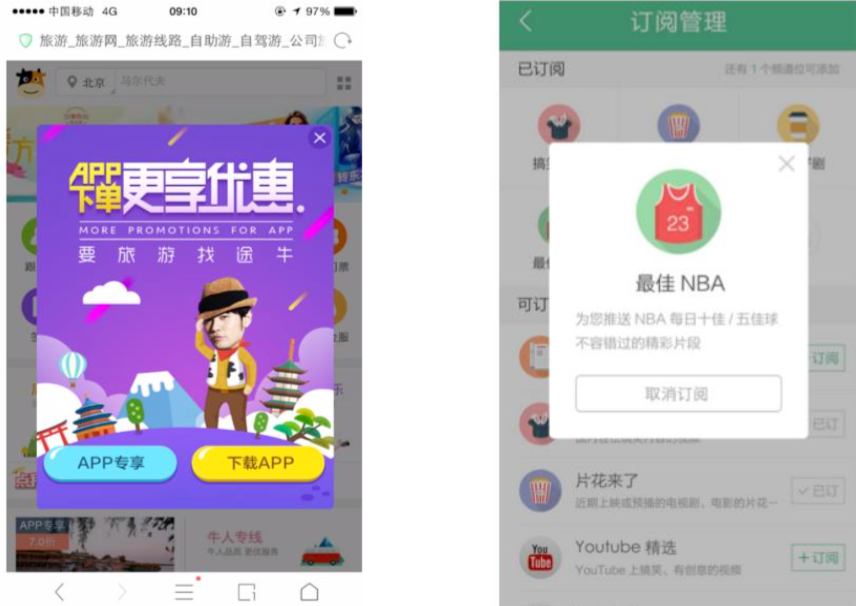 中国移动 4G 09:10 97%
旅游_旅游网_旅游线路_自助游_自驾游_公司
北京 马尔代夫
APP
下单
更享优惠
MORE PROMOTIONS FOR APP
要旅游找途牛
APP专享
下载APP
APP专享
7.0折
牛人专线
牛人品质 更优服务
订阅管理
已订阅
还有 1 个频道位可添加
搞
剧
最
可订
最佳 NBA
23
为您推送 NBA 每日十佳 / 五佳球
不容错过的精彩片段
取消订阅
订阅
已订
片花来了
近期上映或预播的电视剧、电影的片花…
已订
You
Tube
Youtube 精选
YouTube 上搞笑、有创意的视频
+订阅